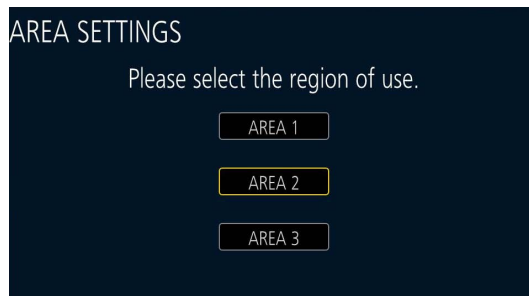 AREA SETTINGS
Please select the region of use.
AREA 1
AREA 2
AREA 3